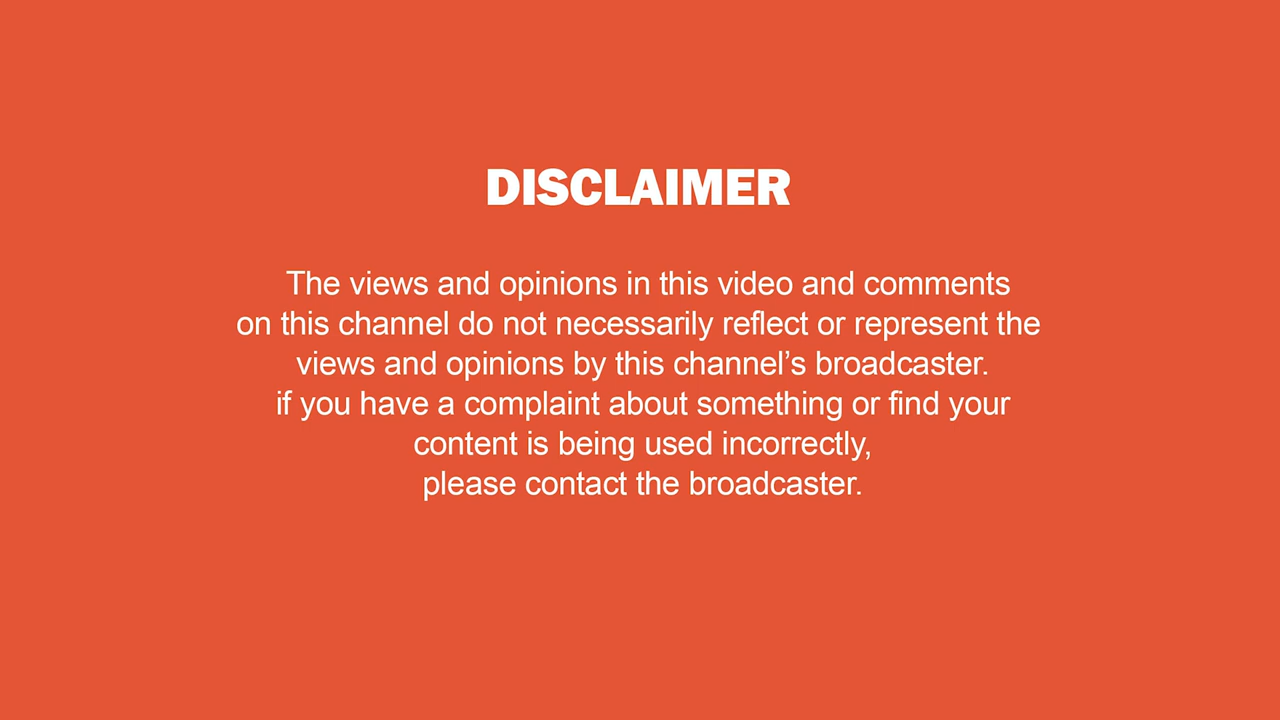 DISCLAIMER
The views and opinions in this video and comments
on this channel do not necessarily reflect or represent the
views and opinions by this channel’s broadcaster.
if you have a complaint about something or find your
content is being used incorrectly,
please contact the broadcaster.